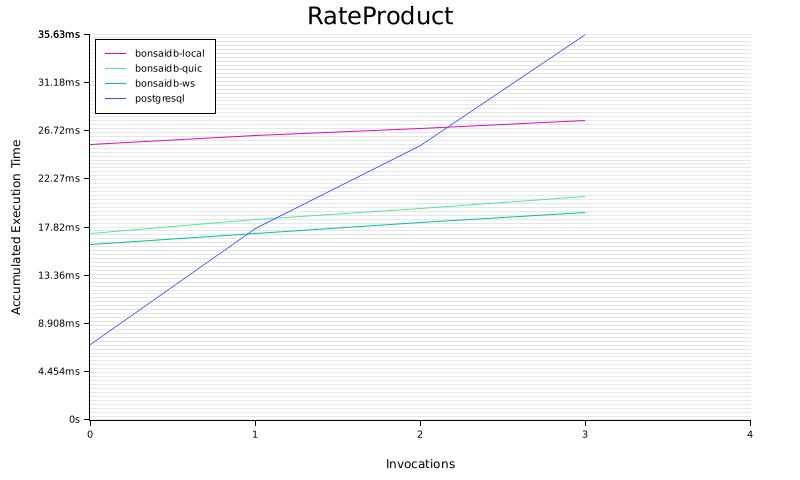 RateProduct
35.63ms
31.18ms
26.72ms
22.27ms
17.82ms
13.36ms
8.908ms
4.454ms
0s
bonsaidb-local
bonsaidb-quic
bonsaidb-ws
postgresql
Accumulated Execution Time
0 1 2 3 4
Invocations